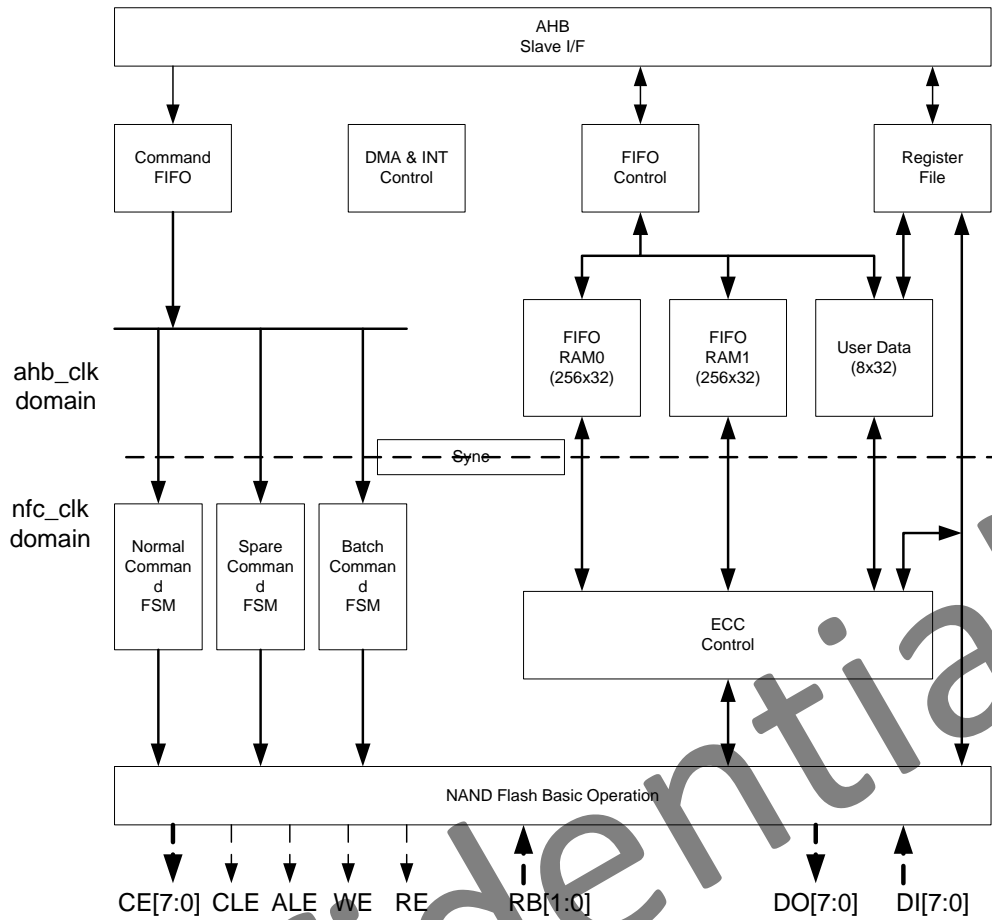 AHB
Slave I/F
Command
FIFO
DMA & INT
Control
FIFO
Control
Register
File
FIFO
RAM0
(256x32)
FIFO
RAM1
(256x32)
User Data
(8x32)
ahb_clk
domain
Sync
nfc_clk
domain
Normal
Comman
d
FSM
Spare
Comman
d
FSM
Batch
Comman
d
FSM
ECC
Control
NAND Flash Basic Operation
CE[7:0] CLE ALE WE RE RB[1:0] DO[7:0] DI[7:0]
fidential